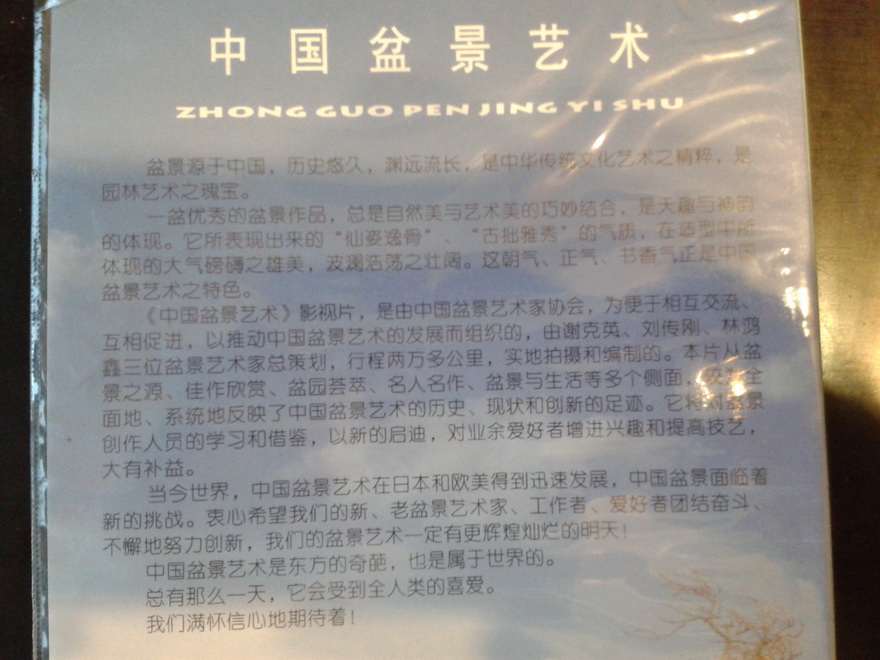 中国盆景艺术
ZHONG GUO PEN JING YI SHU
盆景源于中国，历史悠久，渊远流长，是中华传统文化艺术之精粹，是
园林艺术之瑰宝。
一盆优秀的盆景作品，总是自然美与艺术美的巧妙结合，是天趣与神韵
的体现。它所表现出来的“仙姿逸骨”、“古拙雅秀”的气质，在造型中所
体现的大气磅礴之雄美，波澜浩荡之壮阔。这朝气、正气、书香气正是中国
盆景艺术之特色。
《中国盆景艺术》影视片，是由中国盆景艺术家协会，为便于相互交流、
互相促进，以推动中国盆景艺术的发展而组织的，由谢克英、刘传刚、林鸿
鑫三位盆景艺术家总策划，行程两万多公里，实地拍摄和编制的。本片从盆
景之源、佳作欣赏、盆园荟萃、名人名作、盆景与生活等多个侧面，较为全
面地、系统地反映了中国盆景艺术的历史、现状和创新的足迹。它将对盆景
创作人员的学习和借鉴，以新的启迪，对业余爱好者增进兴趣和提高技艺，
大有补益。
当今世界，中国盆景艺术在日本和欧美得到迅速发展，中国盆景面临着
新的挑战。衷心希望我们的新、老盆景艺术家、工作者、爱好者团结奋斗、
不懈地努力创新，我们的盆景艺术一定有更辉煌灿烂的明天！
中国盆景艺术是东方的奇葩，也是属于世界的。
总有那么一天，它会受到全人类的喜爱。
我们满怀信心地期待着！